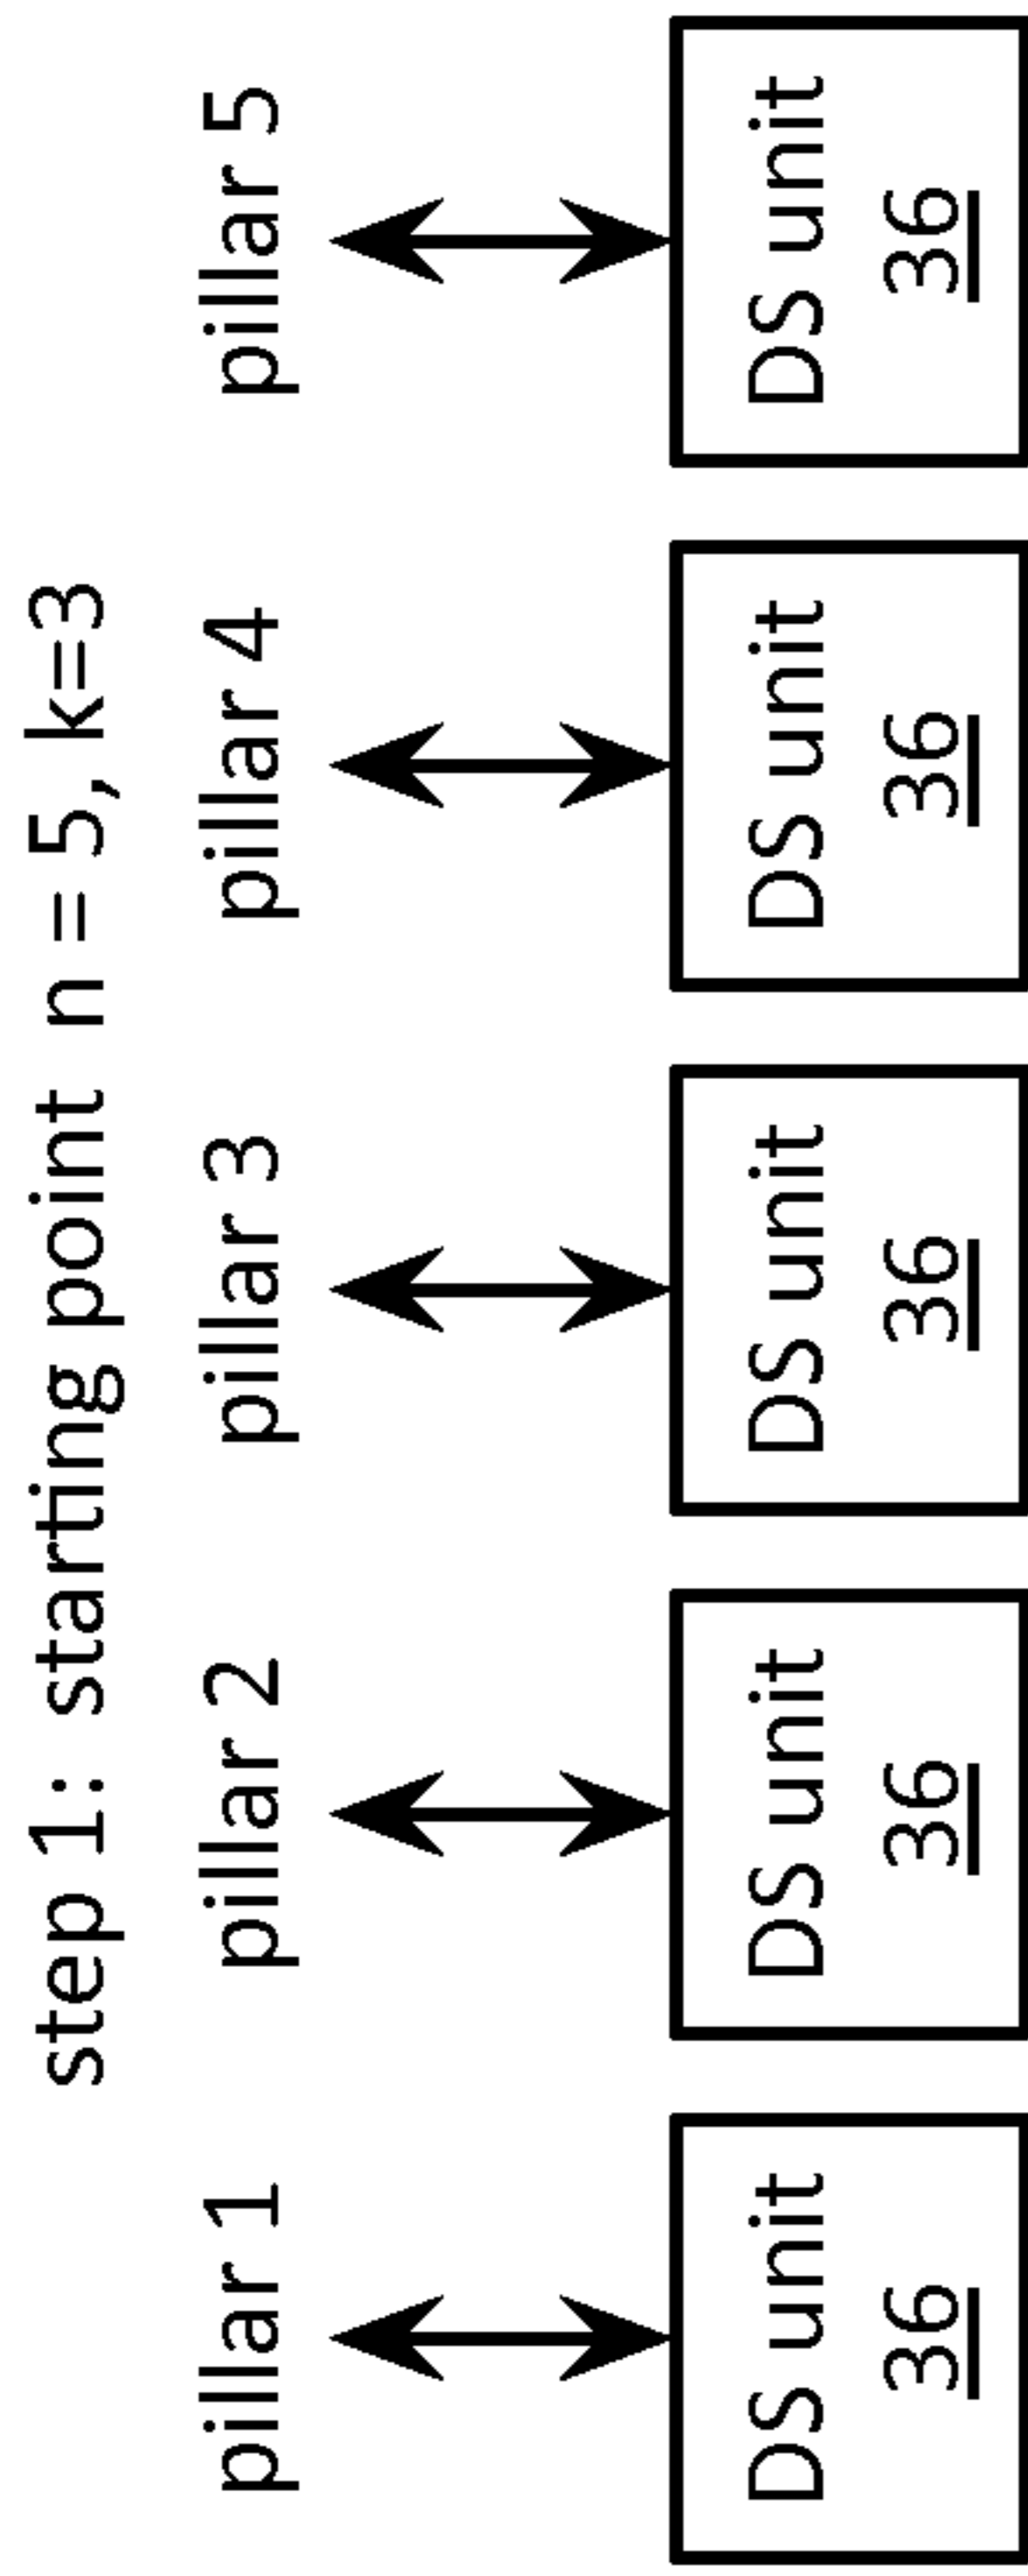 step 1: starting point n = 5, k=3
pillar 1 pillar 2 pillar 3 pillar 4 pillar 5
DS unit DS unit DS unit DS unit DS unit
36 36 36 36 36